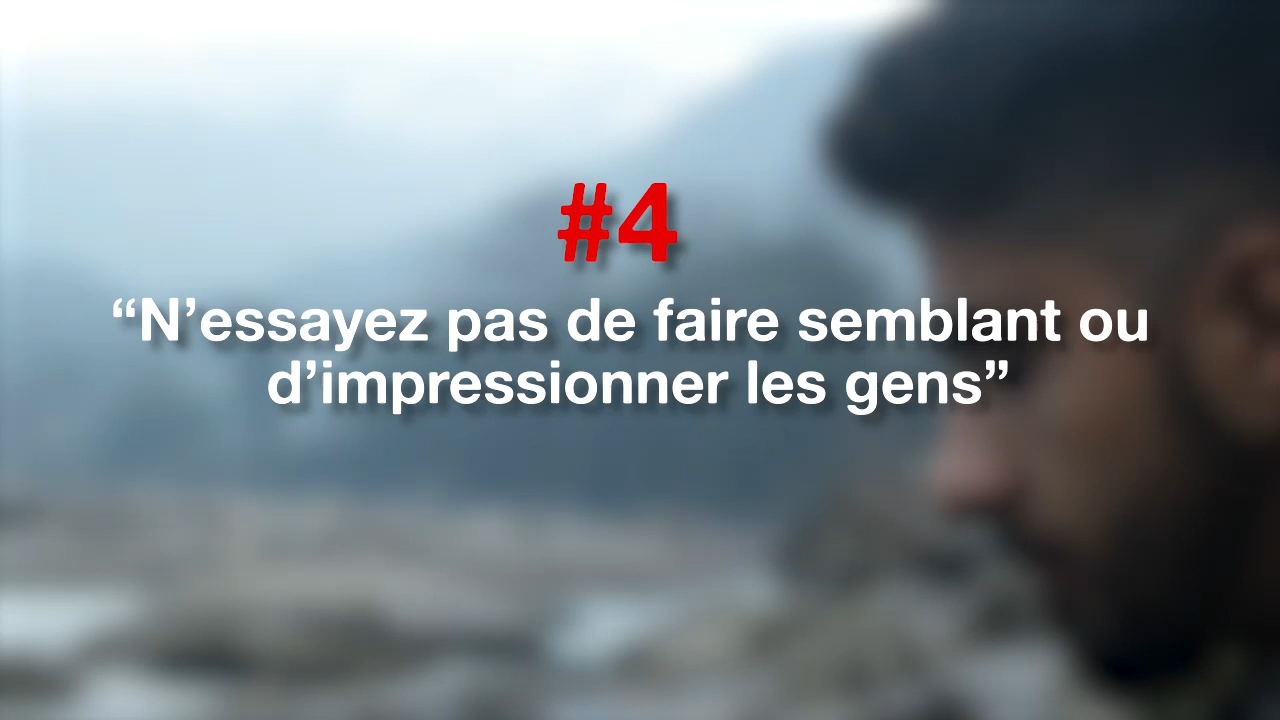 #4
“N’essayez pas de faire semblant ou
d’impressionner les gens”